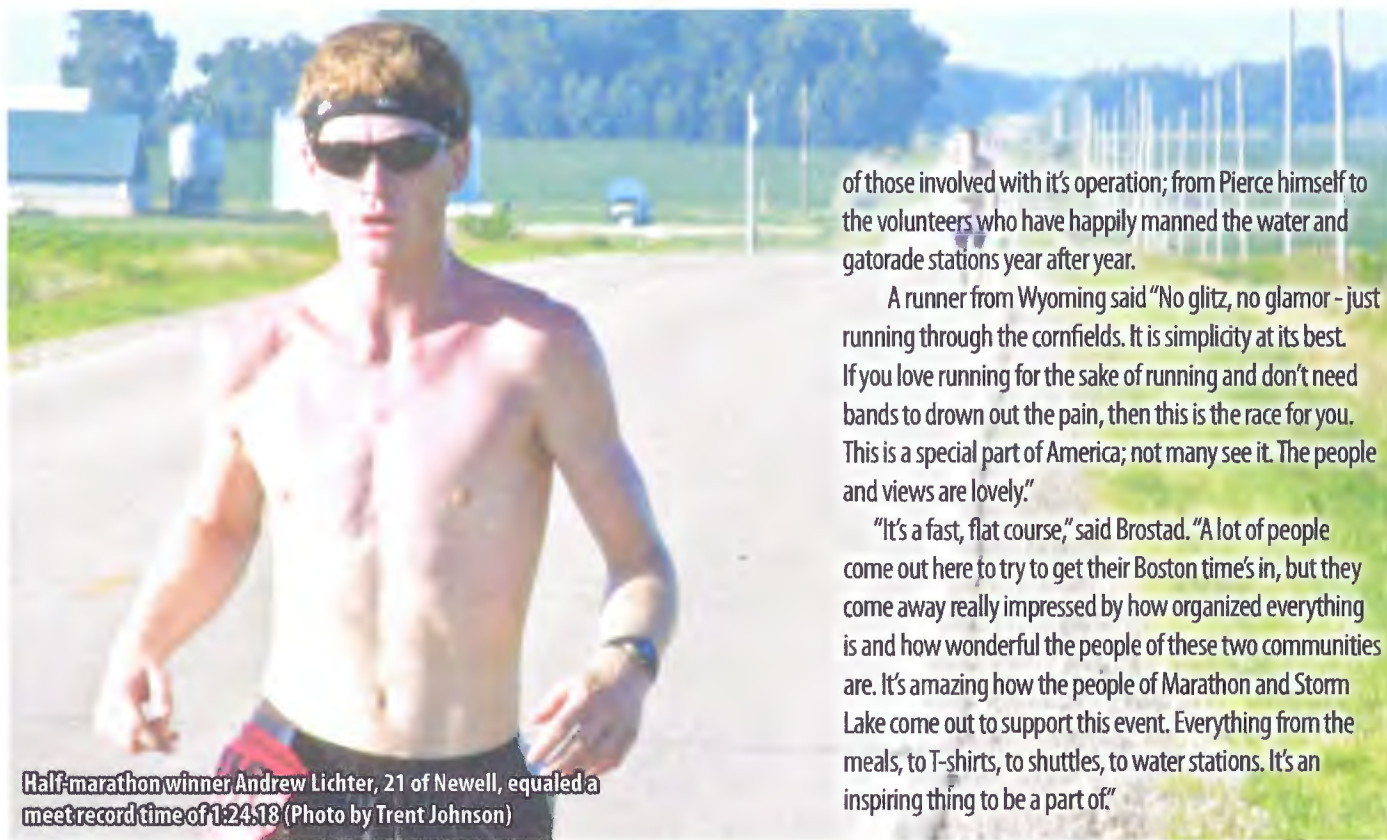 of those involved with it's operation; from Pierce himself to
the volunteers who have happily manned the water and
gatorade stations year after year.
A runner from Wyoming said “No glitz, no glamor - just
running through the cornfields. It is simplicity at its best.
If you love running for the sake of running and don't need
bands to drown out the pain, then this is the race for you.
This is a special part of America; not many see it. The people
and views are lovely.”
“It's a fast, flat course,” said Brostad. “A lot of people
come out here to try to get their Boston time's in, but they
come away really impressed by how organized everything
is and how wonderful the people of these two communities
are. It's amazing how the people of Marathon and Storm
Lake come out to support this event. Everything from the
meals, to T-shirts, to shuttles, to water stations. It's an
inspiring thing to be a part of.”
Half-marathon winner Andrew Lichter, 21 of Newell, equaled a
meet record time of 1:24.18 (Photo by Trent Johnson)